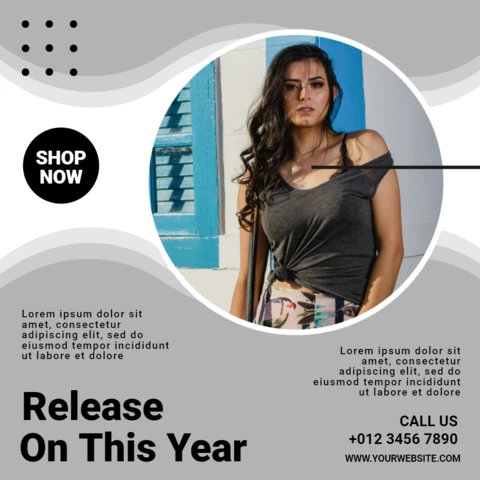 SHOP
NOW
Lorem ipsum dolor sit
amet, consectetur
adipiscing elit, sed do
eiusmod tempor incididunt
ut labore et dolore
Release
On This Year
Lorem ipsum dolor sit
amet, consectetur
adipiscing elit, sed do
eiusmod tempor incididunt
ut labore et dolore
CALL US
+012 3456 7890
WWW.YOURWEBSITE.COM